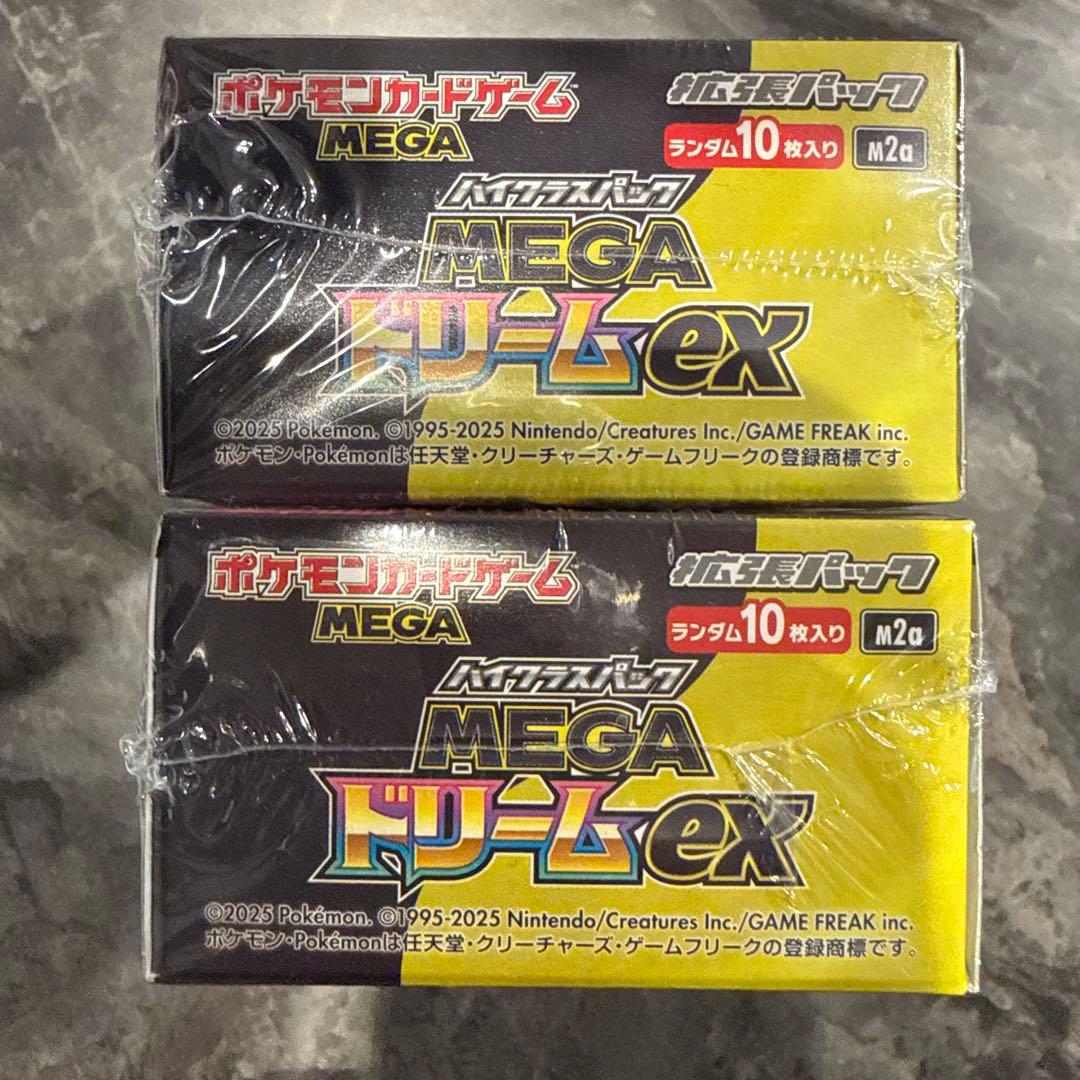 ポケモンカードゲーム
MEGA
拡張パック
ランダム10枚入り
M2a
ハイクラスパック
MEGA
ドリームex
©2025 Pokémon. ©1995-2025 Nintendo/Creatures Inc./GAME FREAK inc.
ポケモン・Pokémonは任天堂・クリーチャーズ・ゲームフリークの登録商標です。
ポケモンカードゲーム
MEGA
拡張パック
ランダム10枚入り
M2a
ハイクラスパック
MEGA
ドリームex
©2025 Pokémon. ©1995-2025 Nintendo/Creatures Inc./GAME FREAK inc.
ポケモン・Pokémonは任天堂・クリーチャーズ・ゲームフリークの登録商標です。